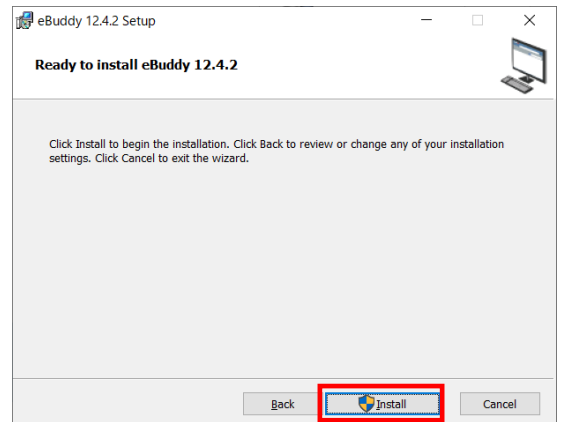 eBuddy 12.4.2 Setup
Ready to install eBuddy 12.4.2
Click Install to begin the installation. Click Back to review or change any of your installation
settings. Click Cancel to exit the wizard.
Back Install Cancel